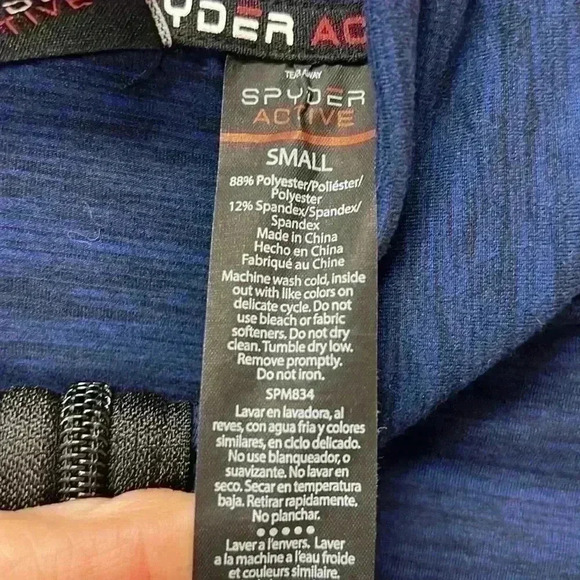 YDER AC
TEAR AWAY
SPYDER
ACTIVE
SMALL
88% Polyester/Poliéster/
Polyester
12% Spandex/Spandex/
Spandex
Made in China
Hecho en China
Fabriqué au Chine
Machine wash cold, inside
out with like colors on
delicate cycle. Do not
use bleach or fabric
softeners. Do not dry
clean. Tumble dry low.
Remove promptly.
Do not iron.
SPM834
Lavar en lavadora, al
reves, con agua fria y colores
similares, en ciclo delicado.
No use blanqueador, o
suavizante. No lavar en
seco. Secar en temperatura
baja. Retirar rapidamente.
No planchar.
Laver a l'envers. Laver
a la machine a l'eau froide
et couleurs similaire.